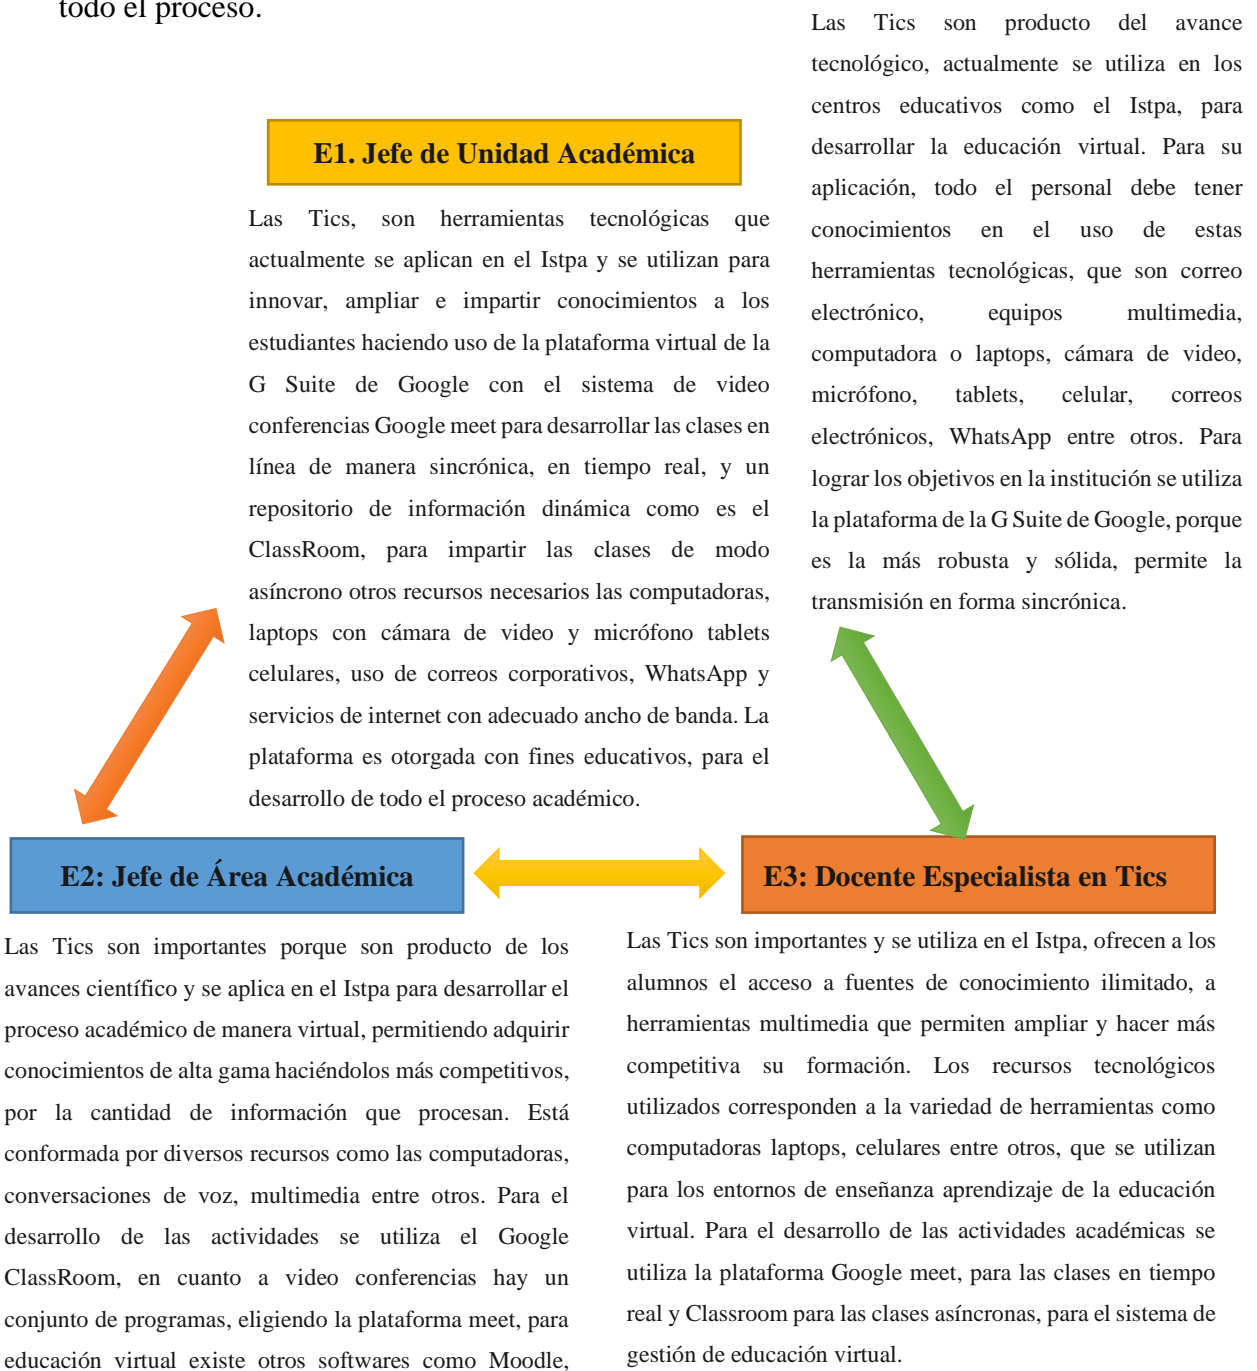 todo el proceso.
E1. Jefe de Unidad Académica
Las Tics, son herramientas tecnológicas que
actualmente se aplican en el Istpa y se utilizan para
innovar, ampliar e impartir conocimientos a los
estudiantes haciendo uso de la plataforma virtual de la
G Suite de Google con el sistema de video
conferencias Google meet para desarrollar las clases en
línea de manera sincrónica, en tiempo real, y un
repositorio de información dinámica como es el
ClassRoom, para impartir las clases de modo
asíncrono otros recursos necesarios las computadoras,
laptops con cámara de video y micrófono tablets
celulares, uso de correos corporativos, WhatsApp y
servicios de internet con adecuado ancho de banda. La
plataforma es otorgada con fines educativos, para el
desarrollo de todo el proceso académico.
Las Tics son producto del avance
tecnológico, actualmente se utiliza en los
centros educativos como el Istpa, para
desarrollar la educación virtual. Para su
aplicación, todo el personal debe tener
conocimientos en el uso de estas
herramientas tecnológicas, que son correo
electrónico, equipos multimedia,
computadora o laptops, cámara de video,
micrófono, tablets, celular, correos
electrónicos, WhatsApp entre otros. Para
lograr los objetivos en la institución se utiliza
la plataforma de la G Suite de Google, porque
es la más robusta y sólida, permite la
transmisión en forma sincrónica.
E2: Jefe de Área Académica
Las Tics son importantes porque son producto de los
avances científico y se aplica en el Istpa para desarrollar el
proceso académico de manera virtual, permitiendo adquirir
conocimientos de alta gama haciéndolos más competitivos,
por la cantidad de información que procesan. Está
conformada por diversos recursos como las computadoras,
conversaciones de voz, multimedia entre otros. Para el
desarrollo de las actividades se utiliza el Google
ClassRoom, en cuanto a video conferencias hay un
conjunto de programas, eligiendo la plataforma meet, para
educación virtual existe otros softwares como Moodle,
E3: Docente Especialista en Tics
Las Tics son importantes y se utiliza en el Istpa, ofrecen a los
alumnos el acceso a fuentes de conocimiento ilimitado, a
herramientas multimedia que permiten ampliar y hacer más
competitiva su formación. Los recursos tecnológicos
utilizados corresponden a la variedad de herramientas como
computadoras laptops, celulares entre otros, que se utilizan
para los entornos de enseñanza aprendizaje de la educación
virtual. Para el desarrollo de las actividades académicas se
utiliza la plataforma Google meet, para las clases en tiempo
real y Classroom para las clases asíncronas, para el sistema de
gestión de educación virtual.